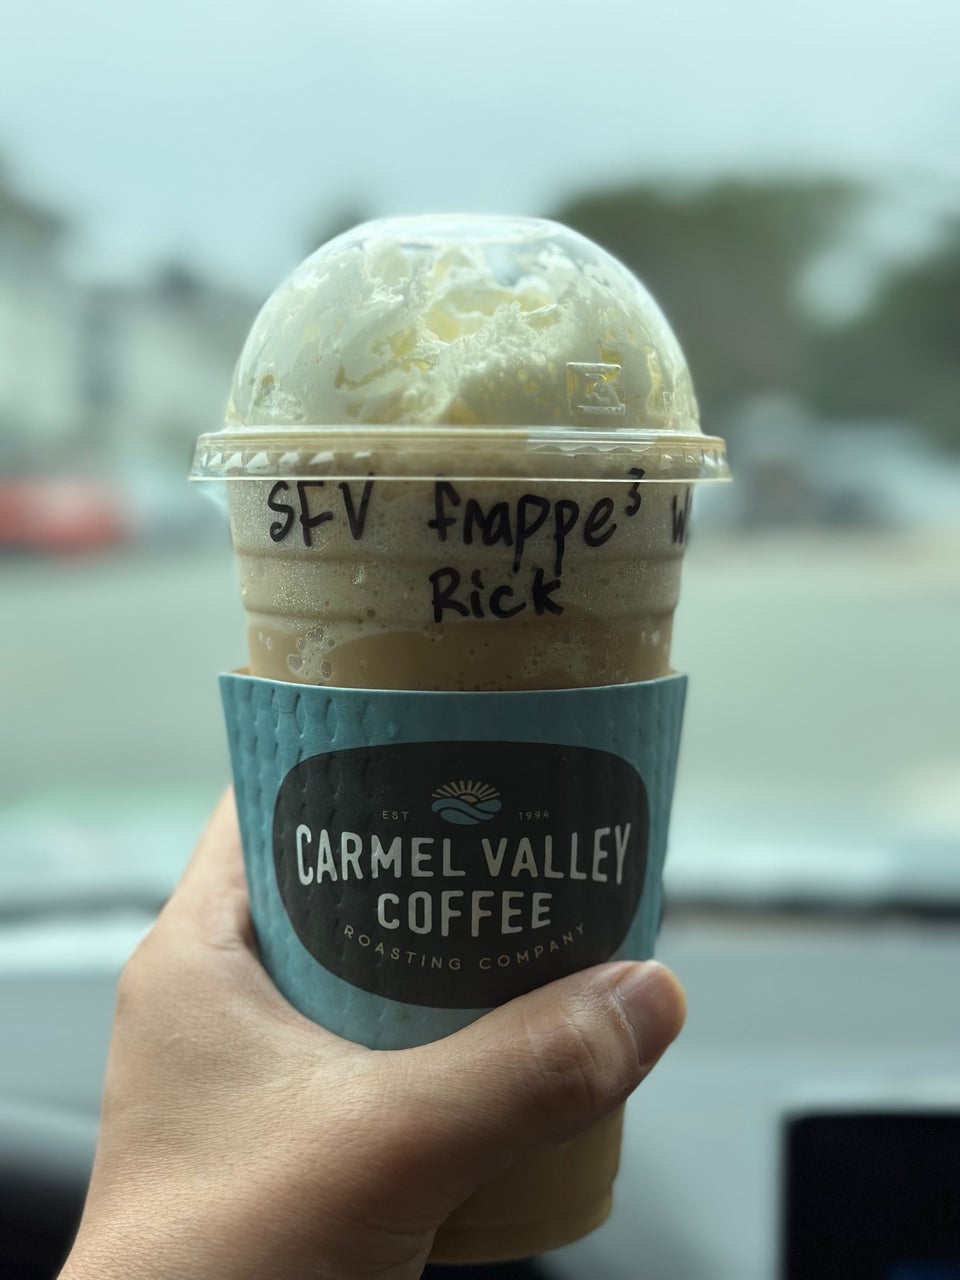 SFV frappe³
Rick
EST. 1994
CARMEL VALLEY
COFFEE
ROASTING COMPANY